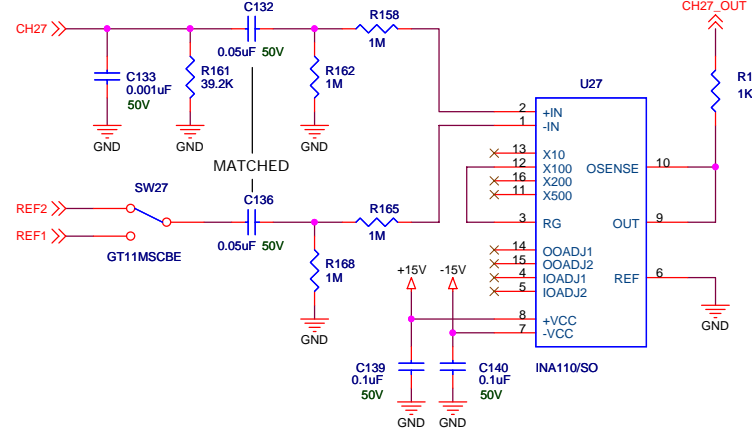 C132
CH27_OUT
CH27
R158
0.05uF 50V
1M
C133
0.001uF
50V
R161
39.2K
R162
1M
U27
R1
1K
GND
GND
GND
2
+IN
1
-IN
MATCHED
13
X10
12
X100
OSENSE
10
16
X200
11
X500
SW27
C136
REF2
R165
3
RG
OUT
9
REF1
0.05uF 50V
1M
GT11MSCBE
R168
1M
14
OOADJ1
15
OOADJ2
+15V
-15V
4
IOADJ1
REF
6
5
IOADJ2
GND
8
+VCC
GND
7
-VCC
C139
0.1uF
50V
C140
0.1uF
50V
INA110/SO
GND
GND